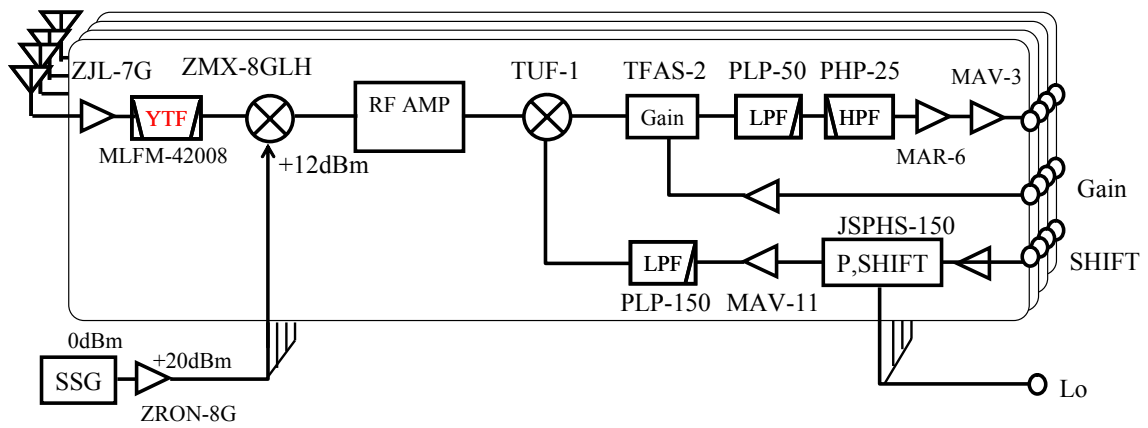 ZJL-7G
ZMX-8GLH
TUF-1
TFAS-2
PLP-50
PHP-25
MAV-3
YTF
RF AMP
Gain
LPF
HPF
MLFM-42008
+12dBm
MAR-6
Gain
JSPHS-150
LPF
P,SHIFT
SHIFT
PLP-150
MAV-11
0dBm
+20dBm
SSG
Lo
ZRON-8G